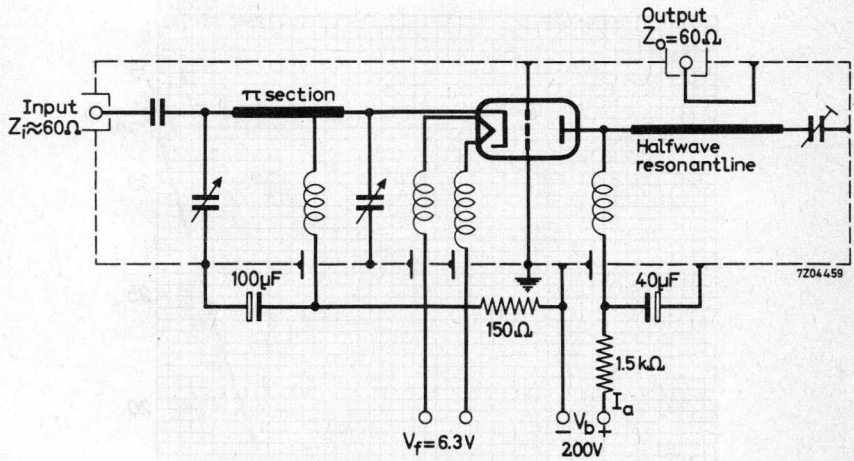 Output
Zₒ=60Ω
Input
Zᵢ≈60Ω
π section
Halfwave
resonantline
7Z04459
100μF
150Ω
40μF
1.5kΩ
Iₐ
V_f=6.3V
− V_b +
200V